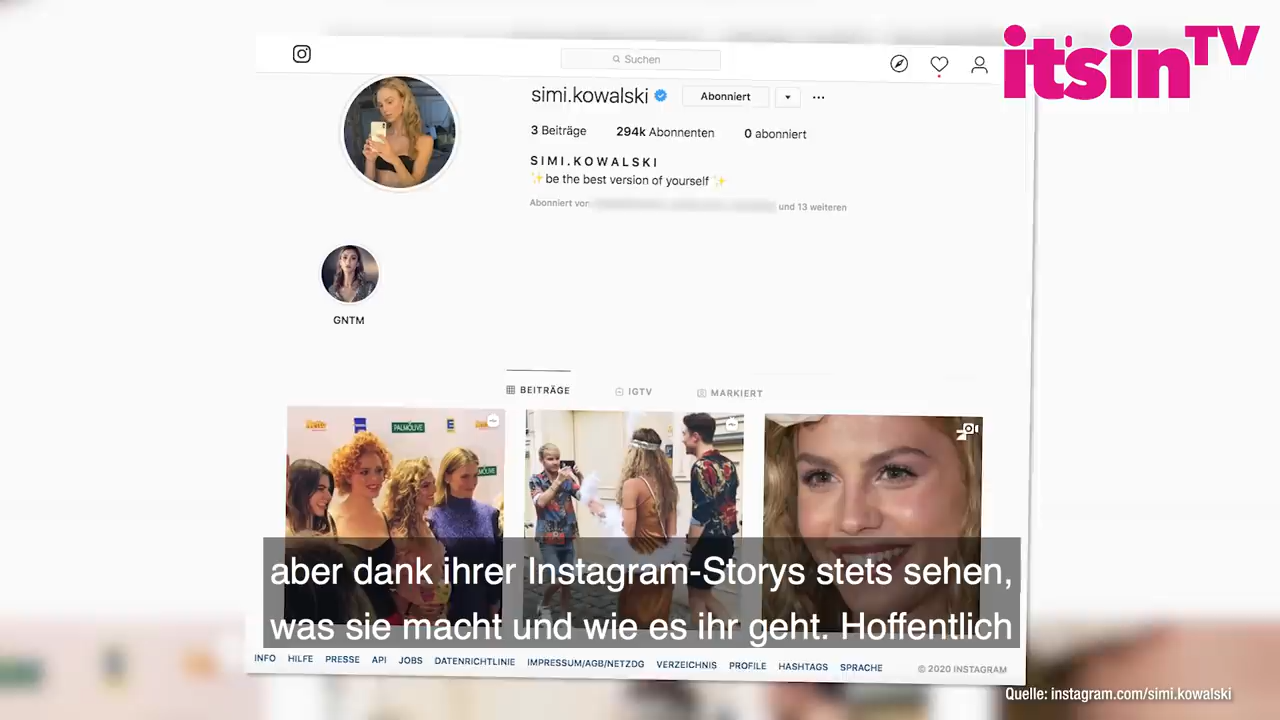 it'sin TV
Suchen
simi.kowalski
Abonniert
3 Beiträge 294k Abonnenten 0 abonniert
SIMI.KOWALSKI
✨be the best version of yourself ✨
Abonniert von
und 13 weiteren
GNTM
BEITRÄGE IGTV MARKIERT
PALMOLIVE
E
aber dank ihrer Instagram-Storys stets sehen,
was sie macht und wie es ihr geht. Hoffentlich
INFO HILFE PRESSE API JOBS DATENRICHTLINIE IMPRESSUM/AGB/NETZDG VERZEICHNIS PROFILE HASHTAGS SPRACHE © 2020 INSTAGRAM
Quelle: instagram.com/simi.kowalski